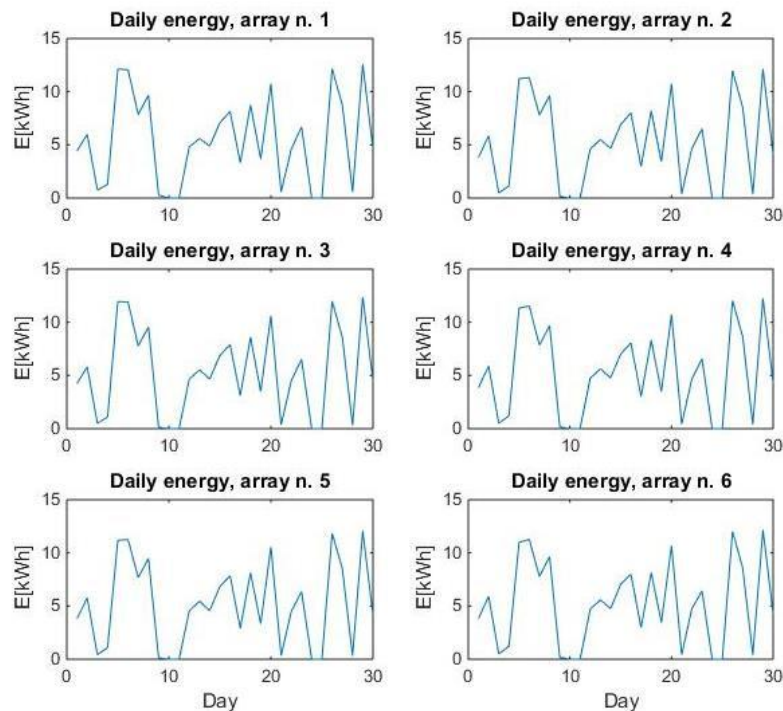 Daily energy, array n. 1
E[kWh]
15
10
5
0
0 10 20 30
Daily energy, array n. 2
E[kWh]
15
10
5
0
0 10 20 30
Daily energy, array n. 3
E[kWh]
15
10
5
0
0 10 20 30
Daily energy, array n. 4
E[kWh]
15
10
5
0
0 10 20 30
Daily energy, array n. 5
E[kWh]
15
10
5
0
0 10 20 30
Day
Daily energy, array n. 6
E[kWh]
15
10
5
0
0 10 20 30
Day